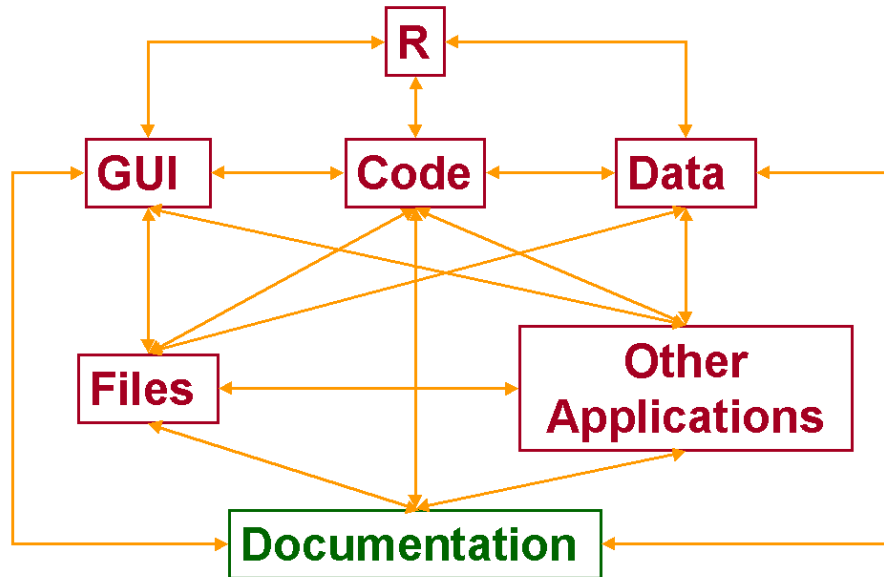 R
GUI
Code
Data
Files
Other
Applications
Documentation